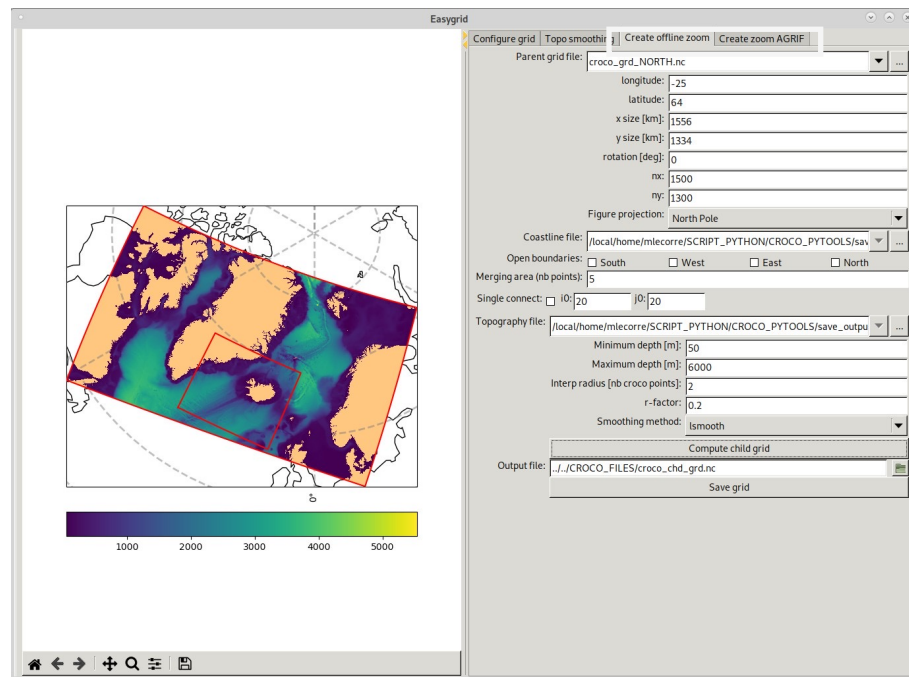 Easygrid
Configure grid Topo smoothing Create offline zoom Create zoom AGRIF
Parent grid file: croco_grd_NORTH.nc ...
longitude: -25
latitude: 64
x size [km]: 1556
y size [km]: 1334
rotation [deg]: 0
nx: 1500
ny: 1300
Figure projection: North Pole
Coastline file: /local/home/mlecorre/SCRIPT_PYTHON/CROCO_PYTOOLS/sav ...
Open boundaries: South West East North
Merging area (nb points): 5
Single connect: i0: 20 j0: 20
Topography file: /local/home/mlecorre/SCRIPT_PYTHON/CROCO_PYTOOLS/save_outpu ...
Minimum depth [m]: 50
Maximum depth [m]: 6000
Interp radius [nb croco points]: 2
r-factor: 0.2
Smoothing method: lsmooth
Compute child grid
Output file: ../../CROCO_FILES/croco_chd_grd.nc
Save grid
0°
1000 2000 3000 4000 5000